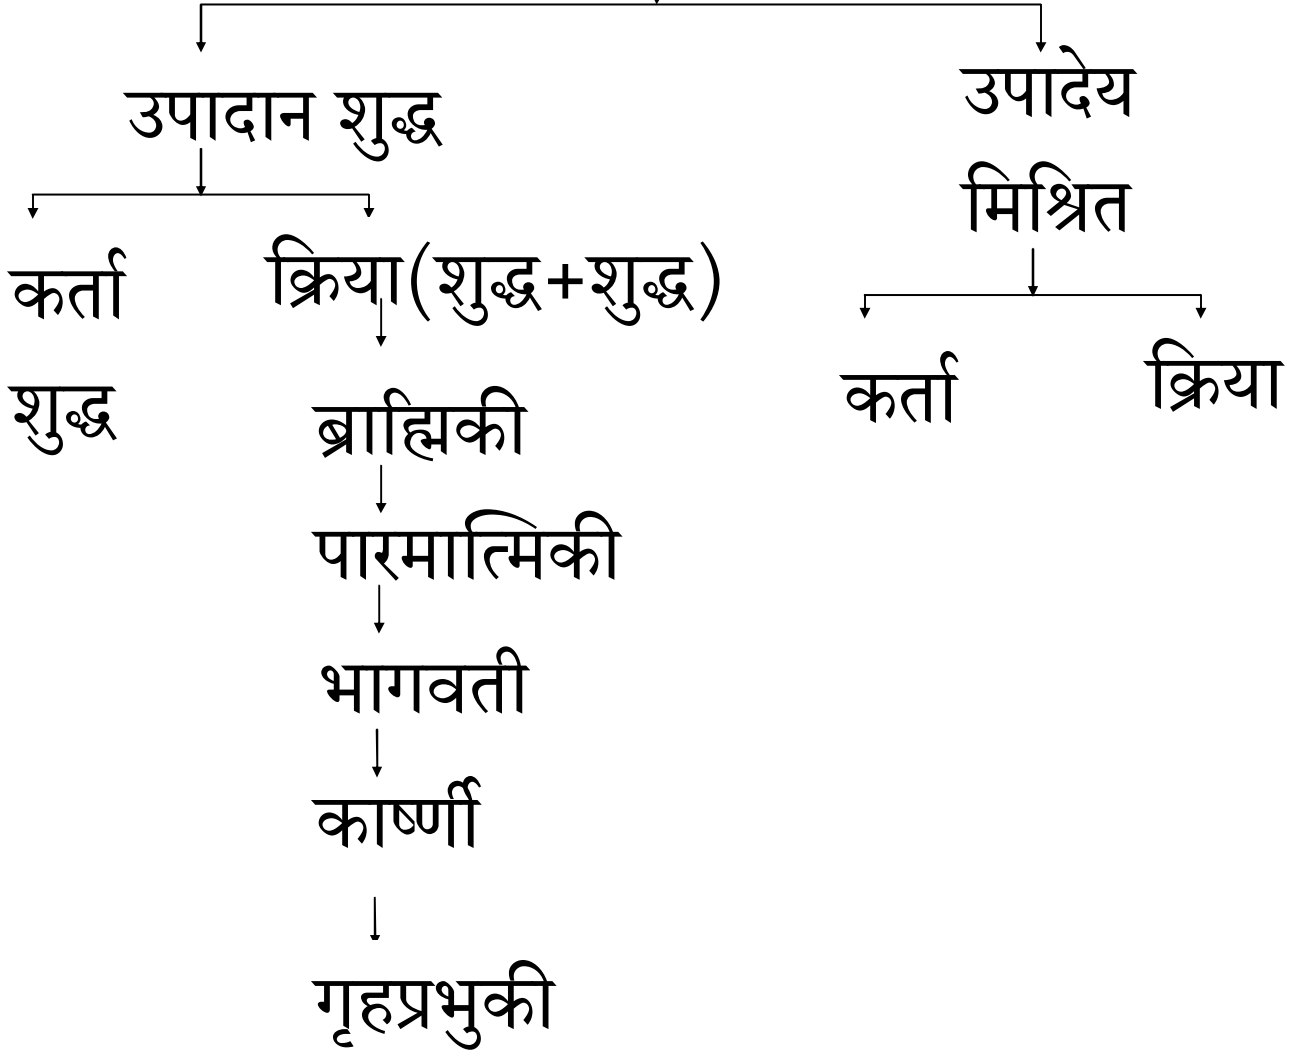 उपादान शुद्ध
उपादेय
मिश्रित
कर्ता
शुद्ध
क्रिया(शुद्ध+शुद्ध)
ब्राह्मिकी
पारमात्मिकी
भागवती
कार्ष्णी
गृहप्रभुकी
कर्ता
क्रिया